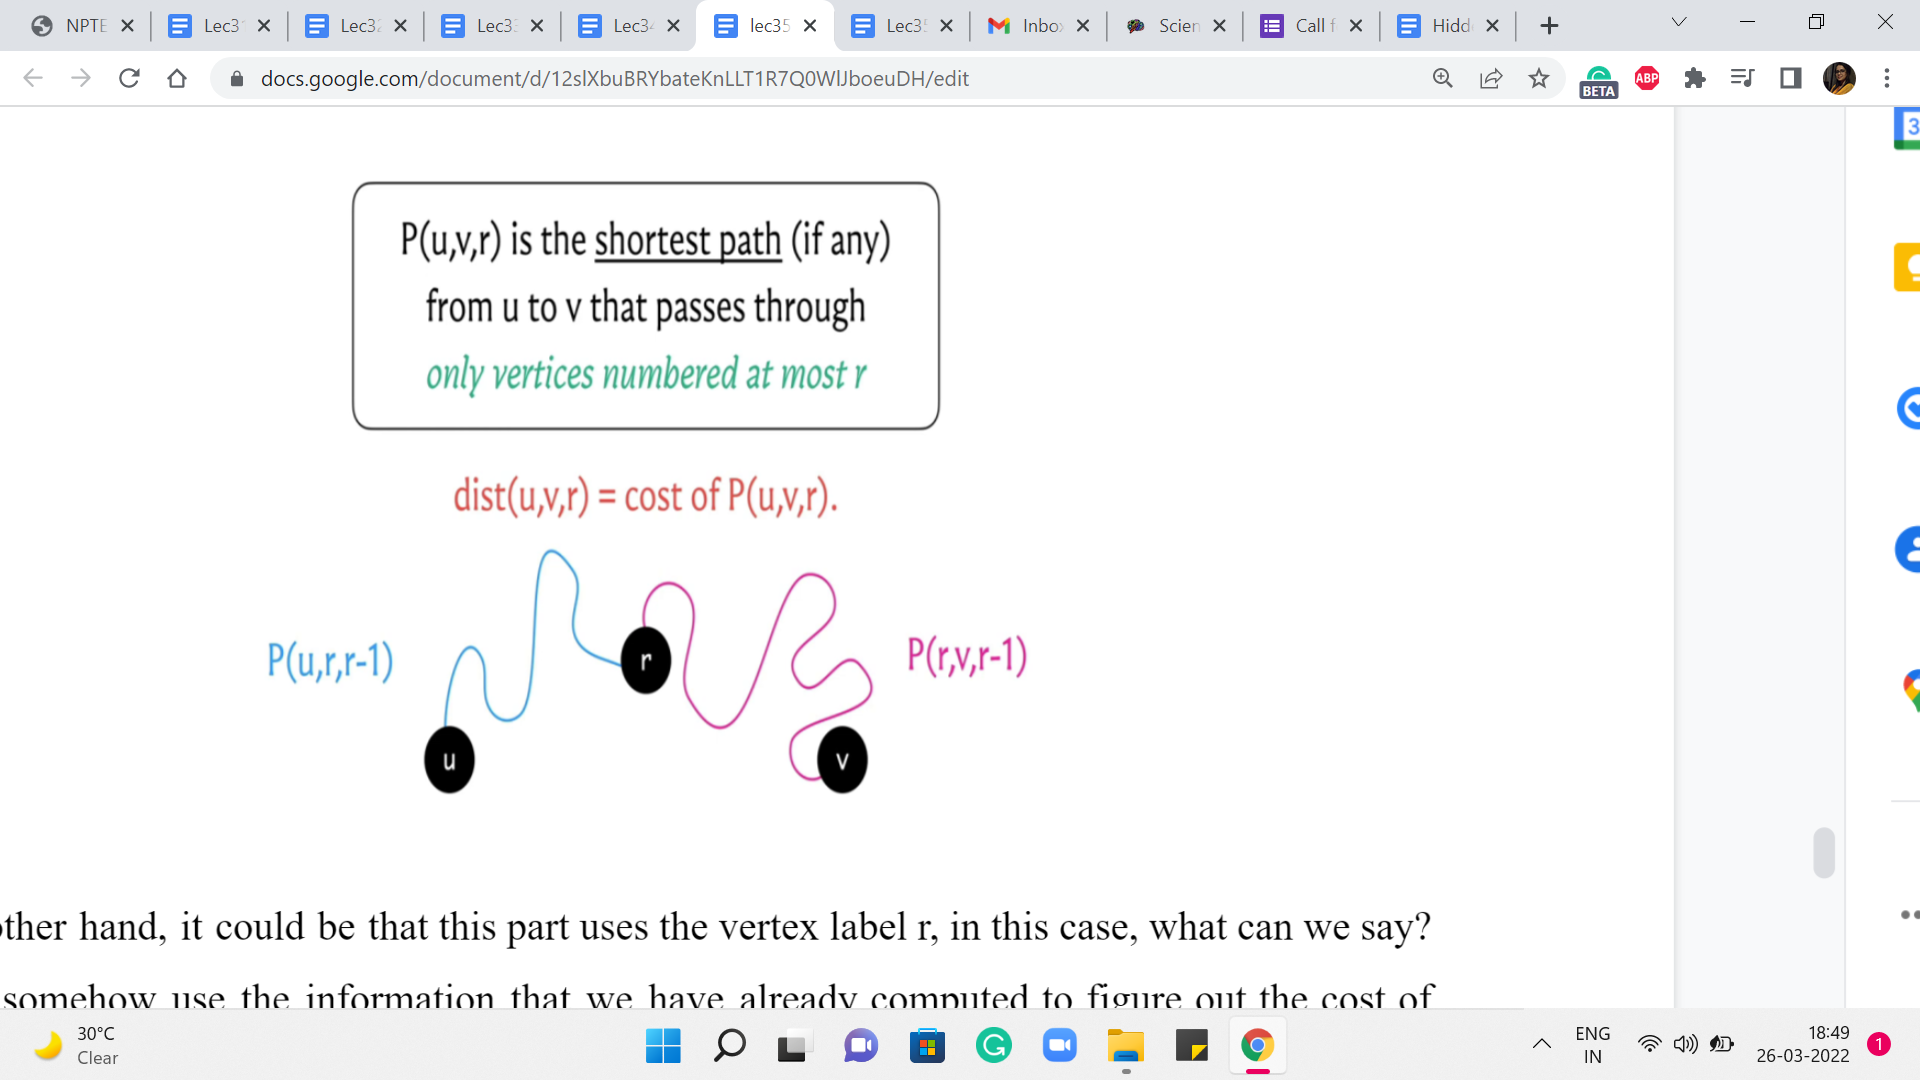 NPTE
Lec3
Lec3
Lec3
Lec3
lec35
Lec3
Inbo
Scien
Call f
Hidd
docs.google.com/document/d/12slXbuBRYbateKnLLT1R7Q0WlJboeuDH/edit
BETA
ABP
P(u,v,r) is the shortest path (if any)
from u to v that passes through
only vertices numbered at most r
dist(u,v,r) = cost of P(u,v,r).
P(u,r,r-1)
r
P(r,v,r-1)
u
v
ther hand, it could be that this part uses the vertex label r, in this case, what can we say?
somehow use the information that we have already computed to figure out the cost of
30°C
Clear
ENG
IN
18:49
26-03-2022
1
3